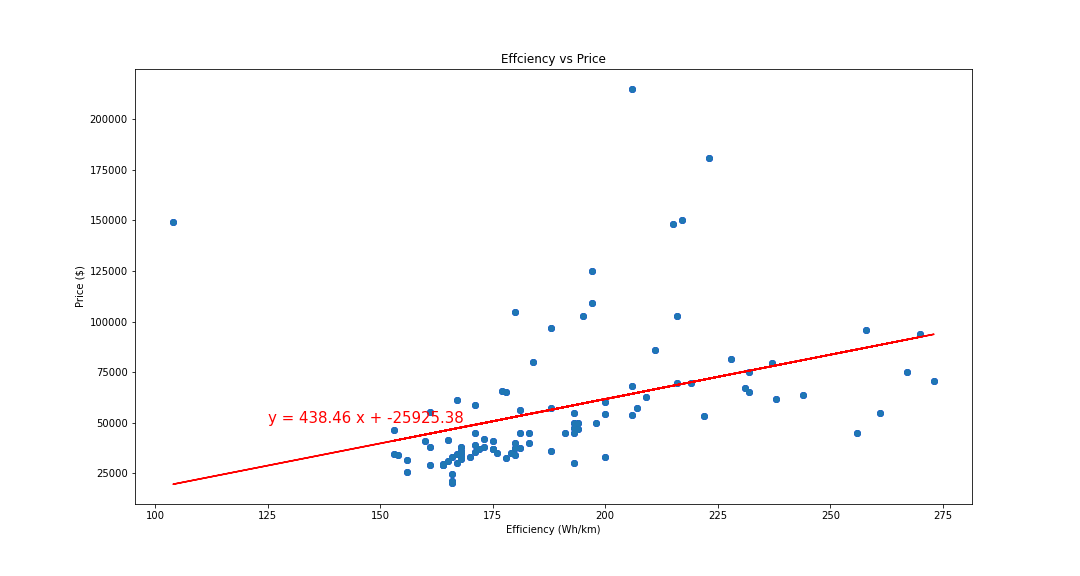 Effciency vs Price
200000
175000
150000
125000
100000
75000
50000
25000
Price ($)
y = 438.46 x + -25925.38
100 125 150 175 200 225 250 275
Efficiency (Wh/km)